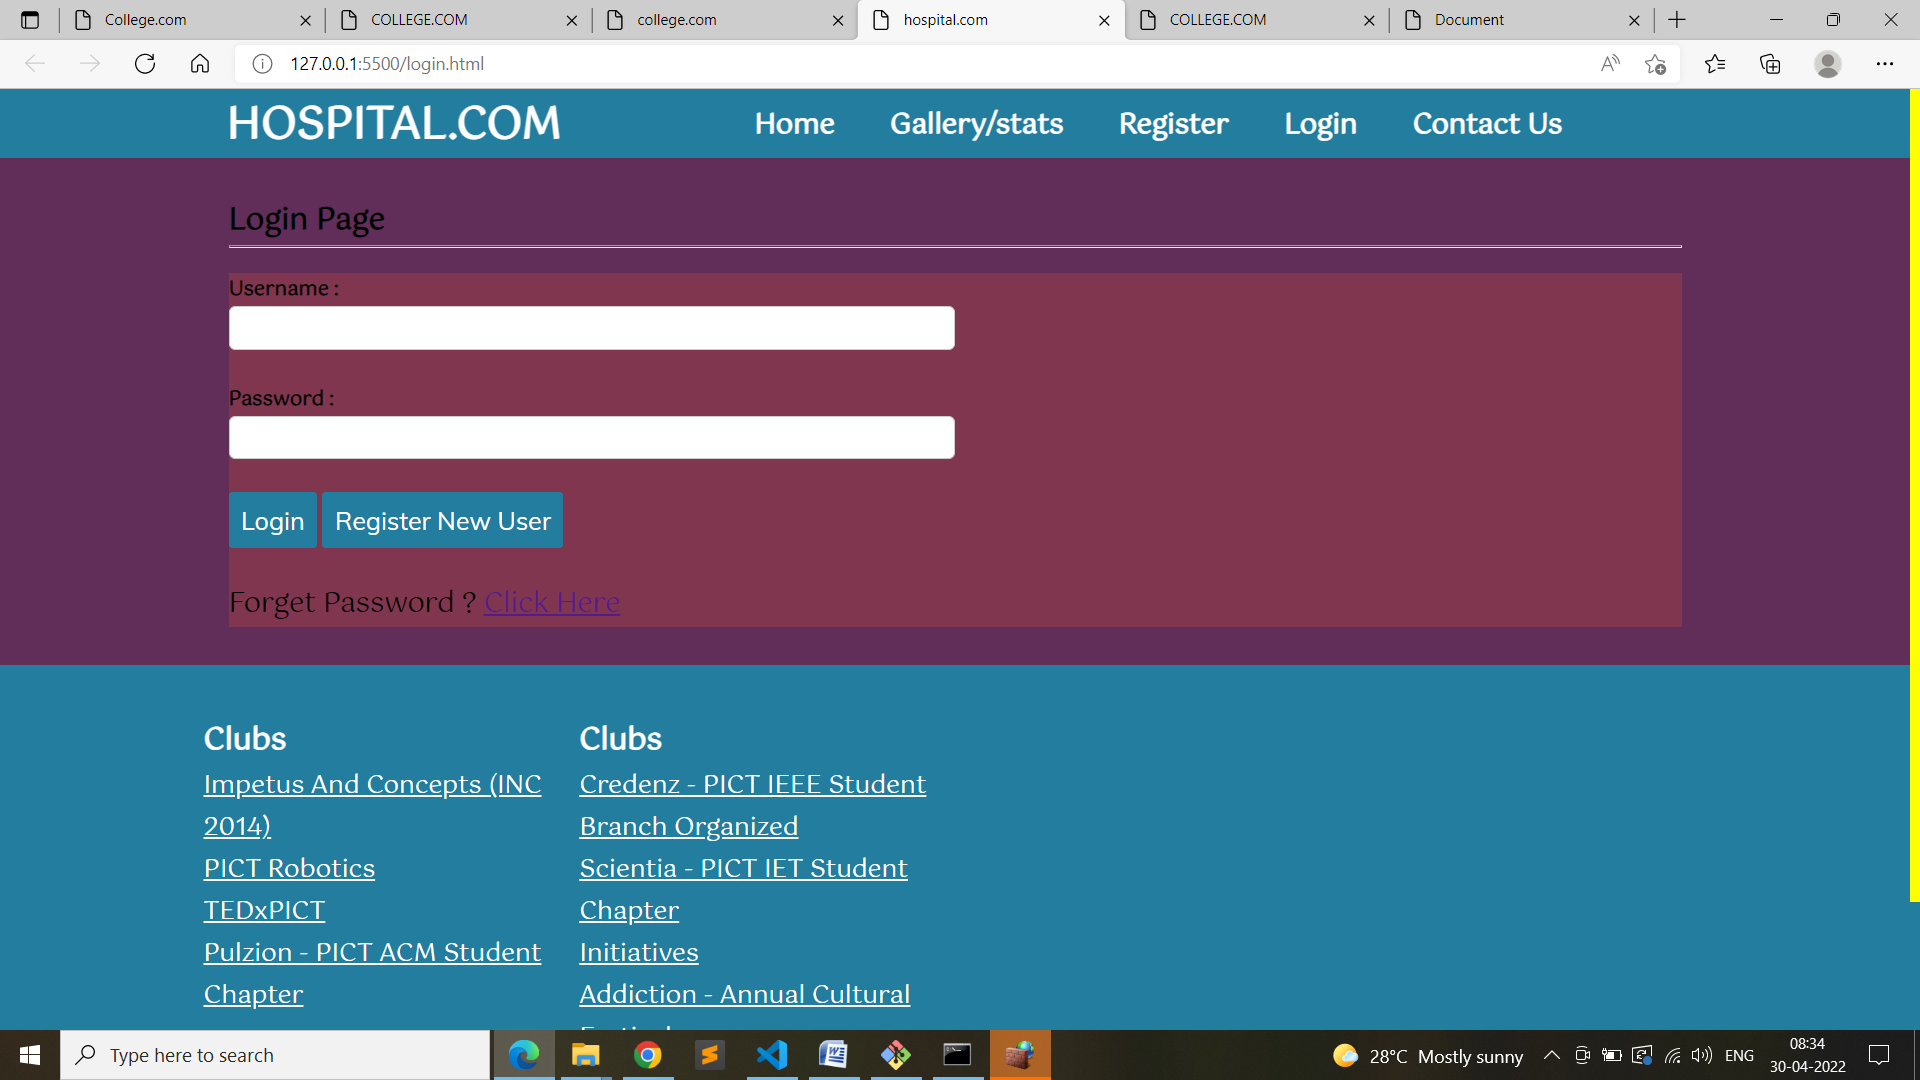 College.com
COLLEGE.COM
college.com
hospital.com
COLLEGE.COM
Document
127.0.0.1:5500/login.html
HOSPITAL.COM
Home
Gallery/stats
Register
Login
Contact Us
Login Page
Username :
Password :
Login
Register New User
Forget Password ? Click Here
Clubs
Impetus And Concepts (INC
2014)
PICT Robotics
TEDxPICT
Pulzion - PICT ACM Student
Chapter
Clubs
Credenz - PICT IEEE Student
Branch Organized
Scientia - PICT IET Student
Chapter
Initiatives
Addiction - Annual Cultural
Type here to search
28°C Mostly sunny
ENG
08:34
30-04-2022